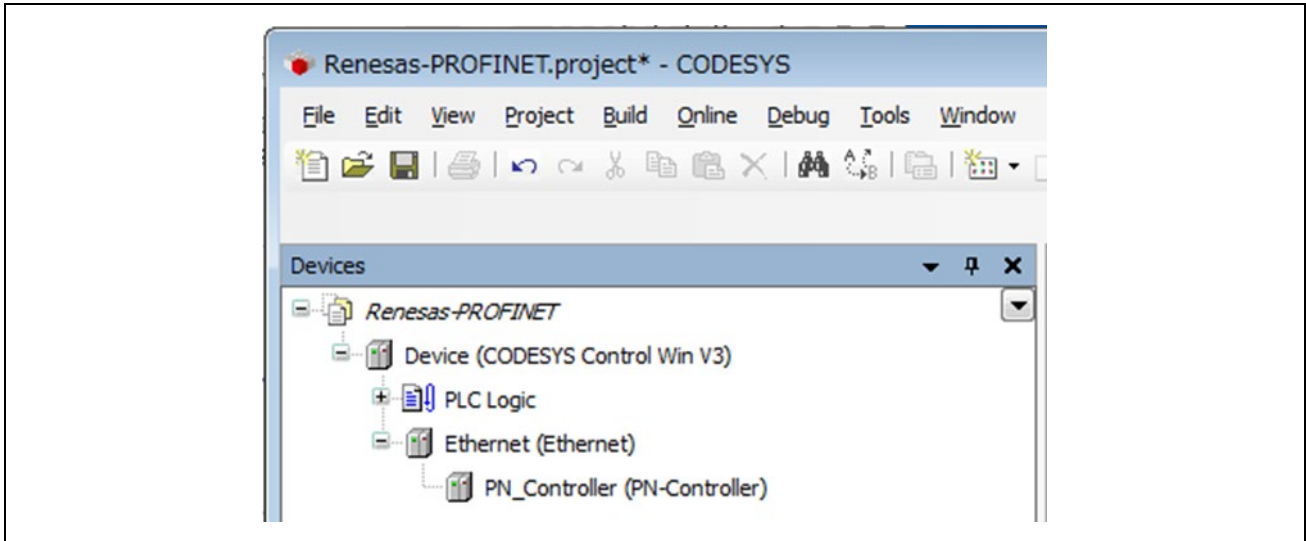 Renesas-PROFINET.project* - CODESYS
File Edit View Project Build Online Debug Tools Window
Devices
Renesas-PROFINET
Device (CODESYS Control Win V3)
PLC Logic
Ethernet (Ethernet)
PN_Controller (PN-Controller)